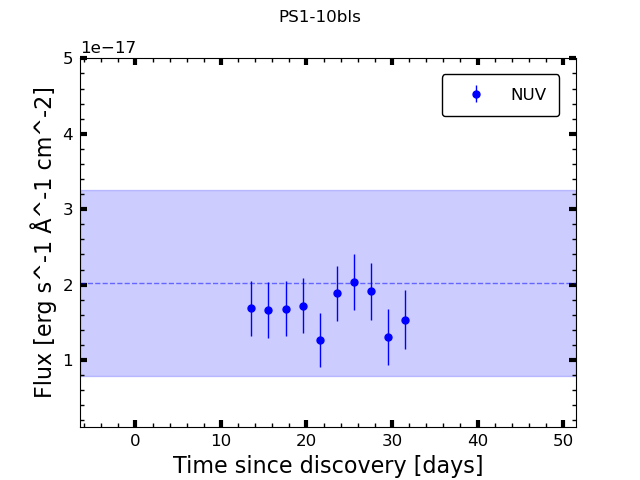 PS1-10bls
1e−17
5
4
3
2
1
NUV
0 10 20 30 40 50
Time since discovery [days]
Flux [erg s^-1 Å^-1 cm^-2]